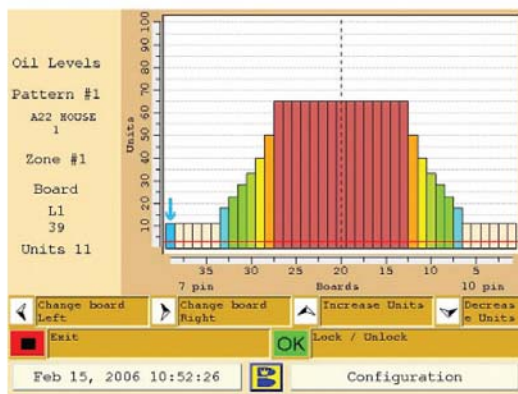 Oil Levels
Pattern #1
A22 HOUSE
1
Zone #1
Board
L1
39
Units 11
Units
100
90
80
70
60
50
40
30
20
10
35 30 25 20 15 10 5
7 pin Boards 10 pin
Change board
Left
Change board
Right
Increase Units
Decreas
e Units
Exit
OK
Lock / Unlock
Feb 15, 2006 10:52:26
B
Configuration